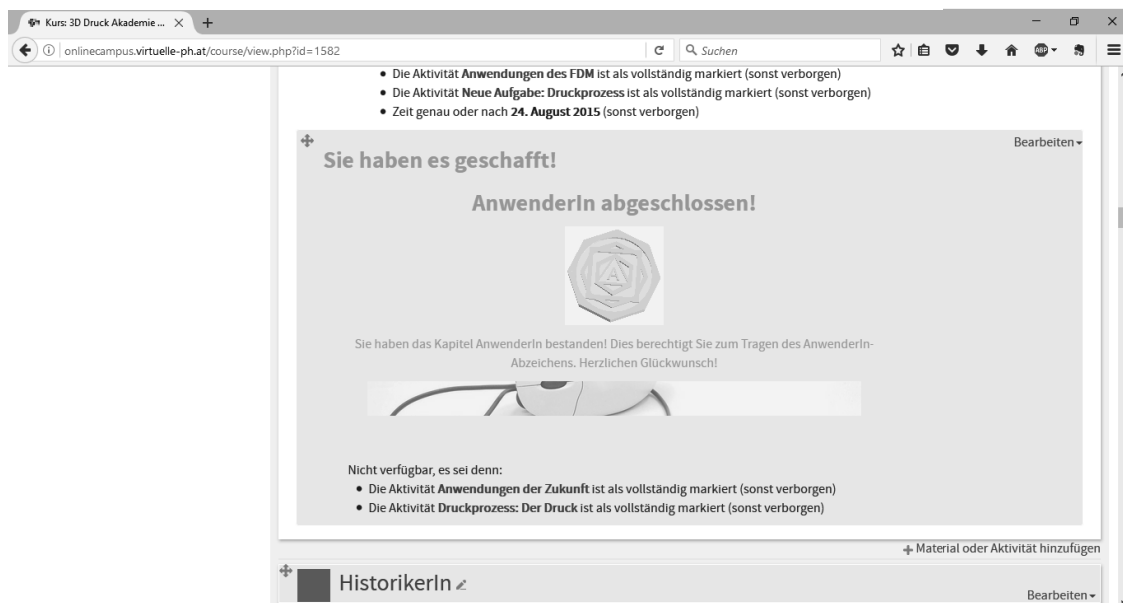 Kurs: 3D Druck Akademie ...
onlinecampus.virtuelle-ph.at/course/view.php?id=1582
Suchen
ABP
Die Aktivität Anwendungen des FDM ist als vollständig markiert (sonst verborgen)
Die Aktivität Neue Aufgabe: Druckprozess ist als vollständig markiert (sonst verborgen)
Zeit genau oder nach 24. August 2015 (sonst verborgen)
Bearbeiten
Sie haben es geschafft!
AnwenderIn abgeschlossen!
A
Sie haben das Kapitel AnwenderIn bestanden! Dies berechtigt Sie zum Tragen des AnwenderIn-
Abzeichens. Herzlichen Glückwunsch!
Nicht verfügbar, es sei denn:
Die Aktivität Anwendungen der Zukunft ist als vollständig markiert (sonst verborgen)
Die Aktivität Druckprozess: Der Druck ist als vollständig markiert (sonst verborgen)
Material oder Aktivität hinzufügen
HistorikerIn
Bearbeiten